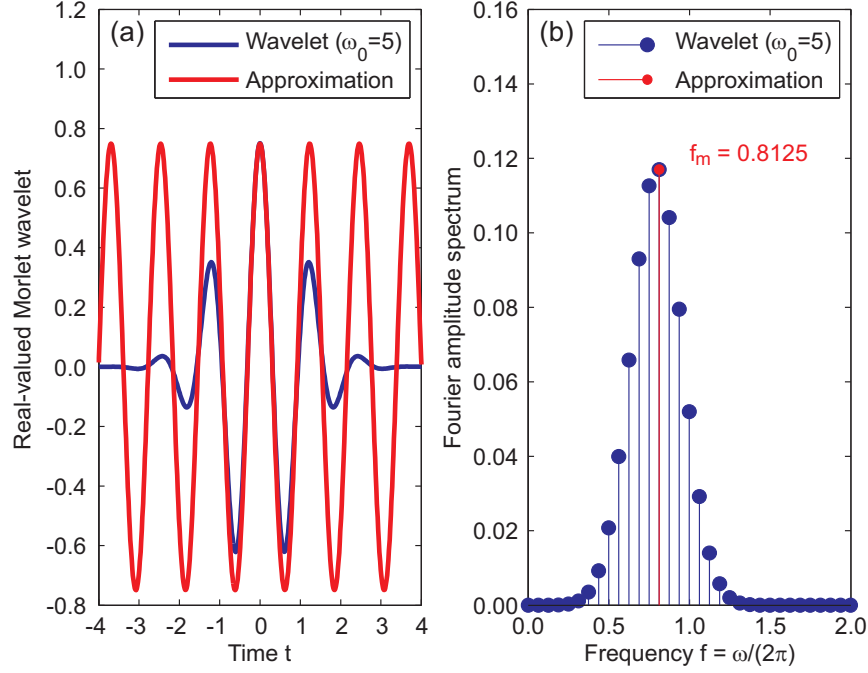 (a)
Wavelet (ω₀=5)
Approximation
1.2
1.0
0.8
0.6
0.4
0.2
0.0
-0.2
-0.4
-0.6
-0.8
Real-valued Morlet wavelet
-4 -3 -2 -1 0 1 2 3 4
Time t
(b)
Wavelet (ω₀=5)
Approximation
fₘ = 0.8125
0.16
0.14
0.12
0.10
0.08
0.06
0.04
0.02
0.00
Fourier amplitude spectrum
0.0 0.5 1.0 1.5 2.0
Frequency f = ω/(2π)